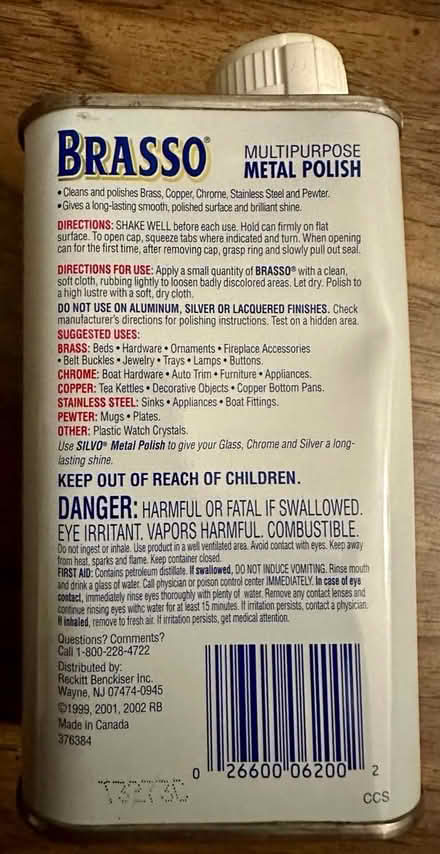 BRASSO®
MULTIPURPOSE
METAL POLISH
• Cleans and polishes Brass, Copper, Chrome, Stainless Steel and Pewter.
• Gives a long-lasting smooth, polished surface and brilliant shine.
DIRECTIONS: SHAKE WELL before each use. Hold can firmly on flat
surface. To open cap, squeeze tabs where indicated and turn. When opening
can for the first time, after removing cap, grasp ring and slowly pull out seal.
DIRECTIONS FOR USE: Apply a small quantity of BRASSO® with a clean,
soft cloth, rubbing lightly to loosen badly discolored areas. Let dry. Polish to
a high lustre with a soft, dry cloth.
DO NOT USE ON ALUMINUM, SILVER OR LACQUERED FINISHES. Check
manufacturer's directions for polishing instructions. Test on a hidden area.
SUGGESTED USES:
BRASS: Beds • Hardware • Ornaments • Fireplace Accessories
• Belt Buckles • Jewelry • Trays • Lamps • Buttons.
CHROME: Boat Hardware • Auto Trim • Furniture • Appliances.
COPPER: Tea Kettles • Decorative Objects • Copper Bottom Pans.
STAINLESS STEEL: Sinks • Appliances • Boat Fittings.
PEWTER: Mugs • Plates.
OTHER: Plastic Watch Crystals.
Use SILVO® Metal Polish to give your Glass, Chrome and Silver a long-
lasting shine.
KEEP OUT OF REACH OF CHILDREN.
DANGER: HARMFUL OR FATAL IF SWALLOWED.
EYE IRRITANT. VAPORS HARMFUL. COMBUSTIBLE.
Do not ingest or inhale. Use product in a well ventilated area. Avoid contact with eyes. Keep away
from heat, sparks and flame. Keep container closed.
FIRST AID: Contains petroleum distillate. If swallowed, DO NOT INDUCE VOMITING. Rinse mouth
and drink a glass of water. Call physician or poison control center IMMEDIATELY. In case of eye
contact, immediately rinse eyes thoroughly with plenty of water. Remove any contact lenses and
continue rinsing eyes withc water for at least 15 minutes. If irritation persists, contact a physician.
If inhaled, remove to fresh air. If irritation persists, get medical attention.
Questions? Comments?
Call 1-800-228-4722
Distributed by:
Reckitt Benckiser Inc.
Wayne, NJ 07474-0945
©1999, 2001, 2002 RB
Made in Canada
376384
0 26600 06200 2
CCS